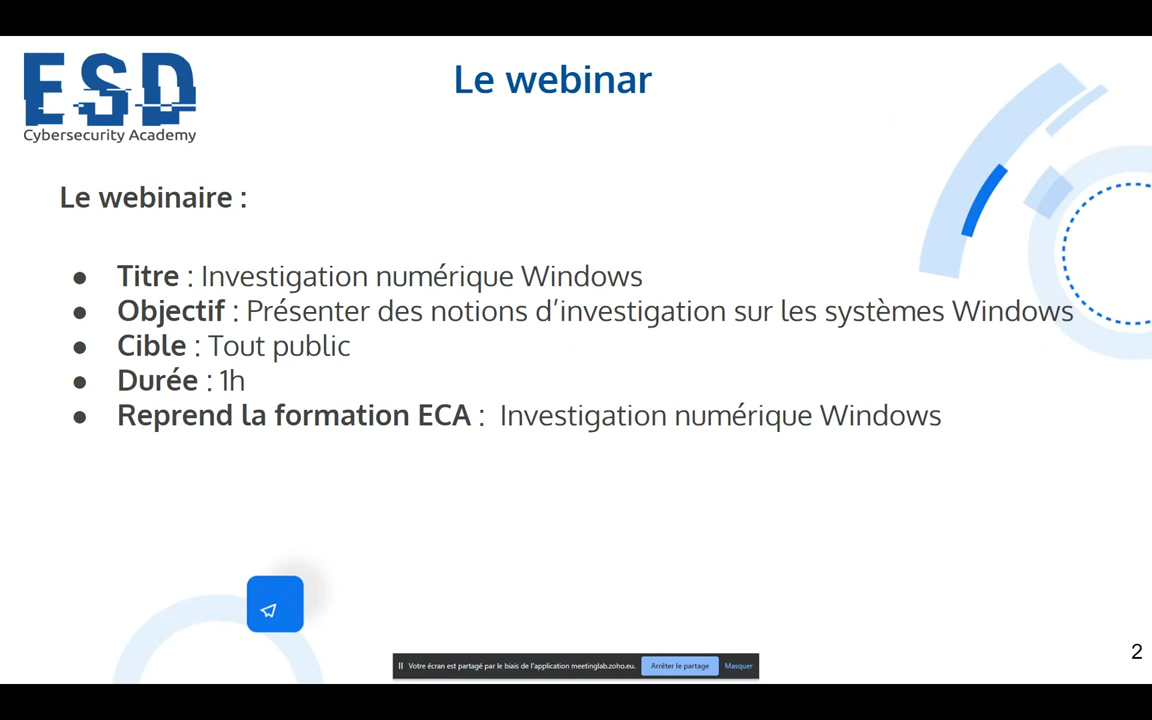 ESD
Cybersecurity Academy
Le webinar
Le webinaire :
● Titre : Investigation numérique Windows
● Objectif : Présenter des notions d’investigation sur les systèmes Windows
● Cible : Tout public
● Durée : 1h
● Reprend la formation ECA : Investigation numérique Windows
2
Votre écran est partagé par le biais de l'application meetinglab.zoho.eu. Arrêter le partage Masquer